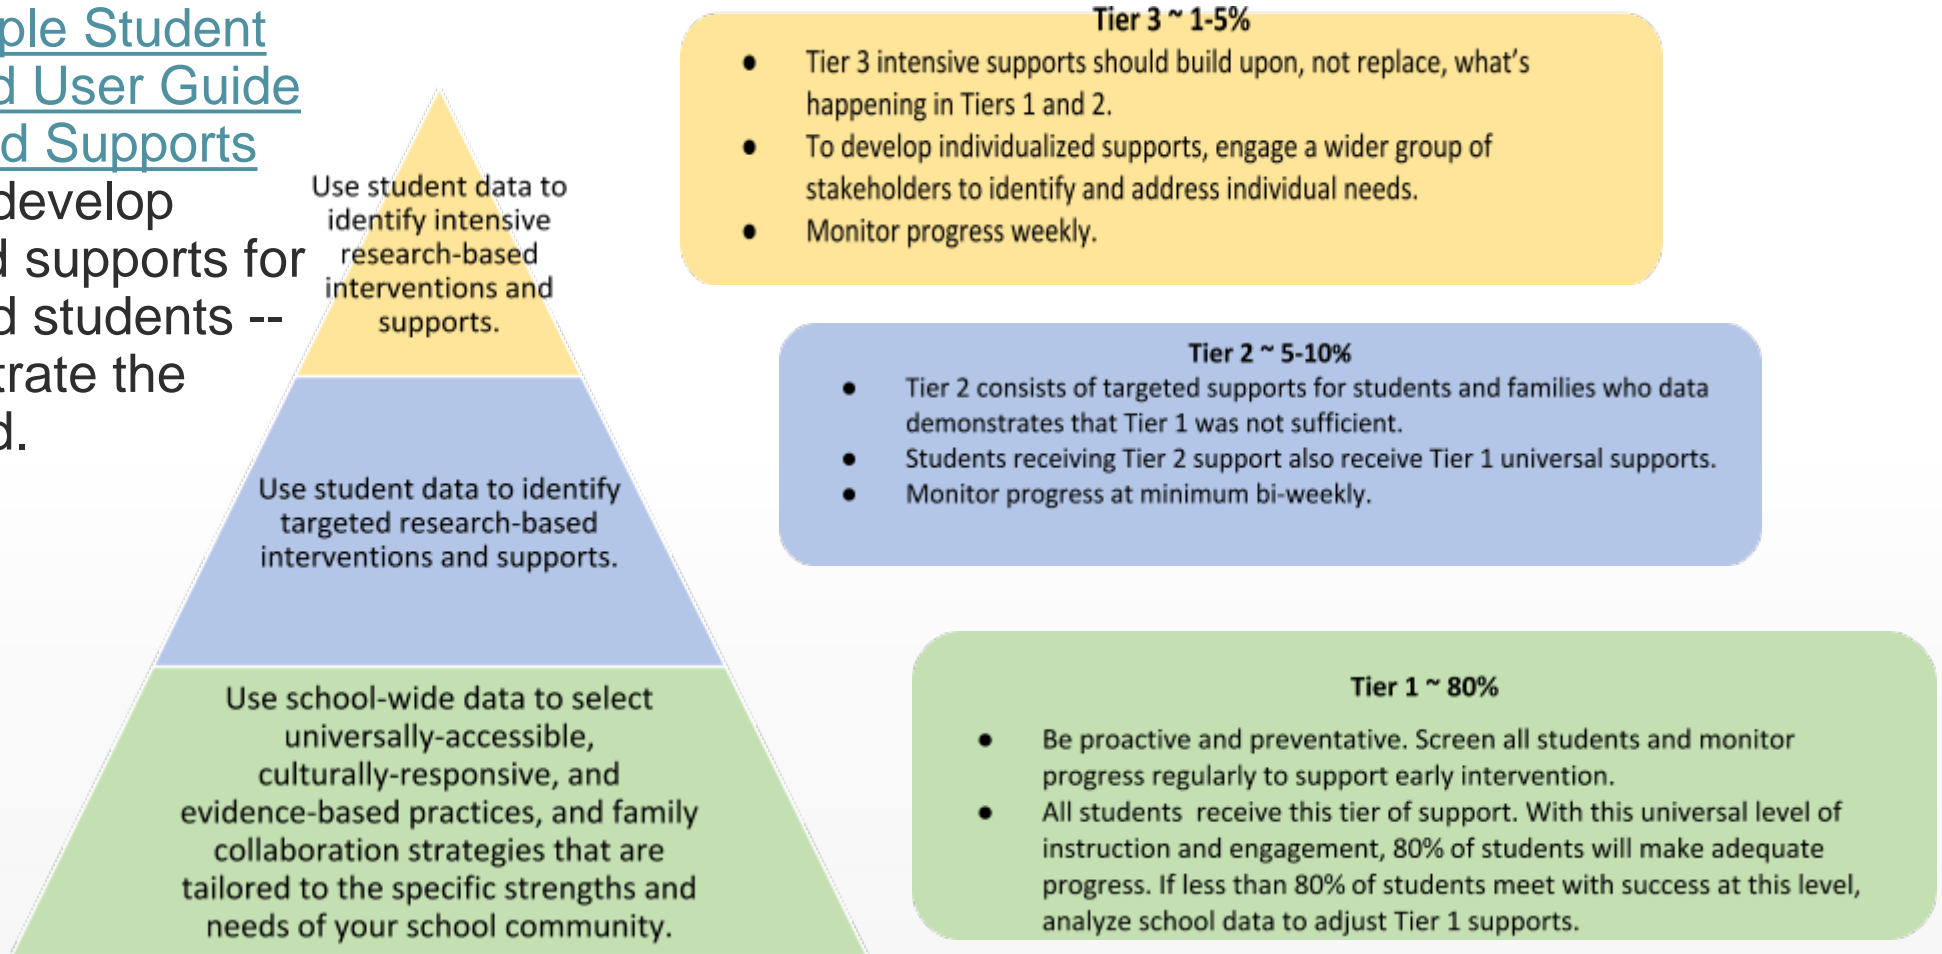 ple Student
d User Guide
d Supports
develop
d supports for
d students --
trate the
d.
Use student data to
identify intensive
research-based
interventions and
supports.
Use student data to identify
targeted research-based
interventions and supports.
Use school-wide data to select
universally-accessible,
culturally-responsive, and
evidence-based practices, and family
collaboration strategies that are
tailored to the specific strengths and
needs of your school community.
Tier 3 ~ 1-5%
● Tier 3 intensive supports should build upon, not replace, what's
happening in Tiers 1 and 2.
● To develop individualized supports, engage a wider group of
stakeholders to identify and address individual needs.
● Monitor progress weekly.
Tier 2 ~ 5-10%
● Tier 2 consists of targeted supports for students and families who data
demonstrates that Tier 1 was not sufficient.
● Students receiving Tier 2 support also receive Tier 1 universal supports.
● Monitor progress at minimum bi-weekly.
Tier 1 ~ 80%
● Be proactive and preventative. Screen all students and monitor
progress regularly to support early intervention.
● All students receive this tier of support. With this universal level of
instruction and engagement, 80% of students will make adequate
progress. If less than 80% of students meet with success at this level,
analyze school data to adjust Tier 1 supports.